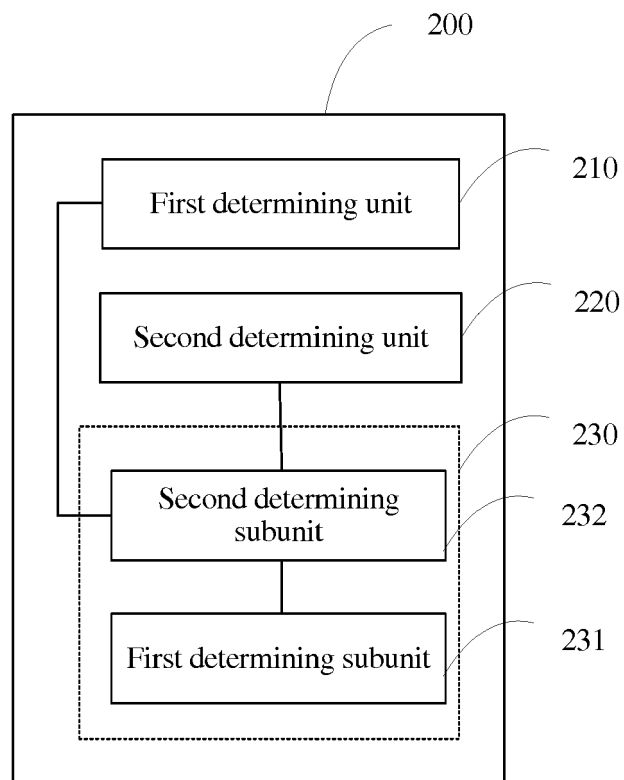 200
First determining unit
210
Second determining unit
220
230
Second determining
subunit
232
First determining subunit
231